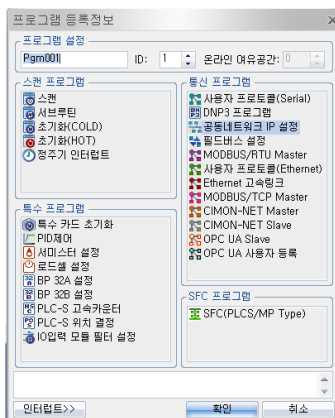 프로그램 등록정보
프로그램 설정
Pgm001 ID: 1 온라인 여유공간: 0
스캔 프로그램
스캔
서브루틴
초기화(COLD)
초기화(HOT)
정주기 인터럽트
특수 프로그램
특수 카드 초기화
PID제어
서미스터 설정
로드셀 설정
BP 32A 설정
BP 32B 설정
PLC-S 고속카운터
PLC-S 위치 결정
IO입력 모듈 필터 설정
통신 프로그램
사용자 프로토콜(Serial)
DNP3 프로그램
공동네트워크 IP 설정
필드버스 설정
MODBUS/RTU Master
사용자 프로토콜(Ethernet)
Ethernet 고속링크
MODBUS/TCP Master
CIMON-NET Master
CIMON-NET Slave
OPC UA Slave
OPC UA 사용자 등록
SFC 프로그램
SFC(PLCS/MP Type)
인터럽트>> 확인 취소